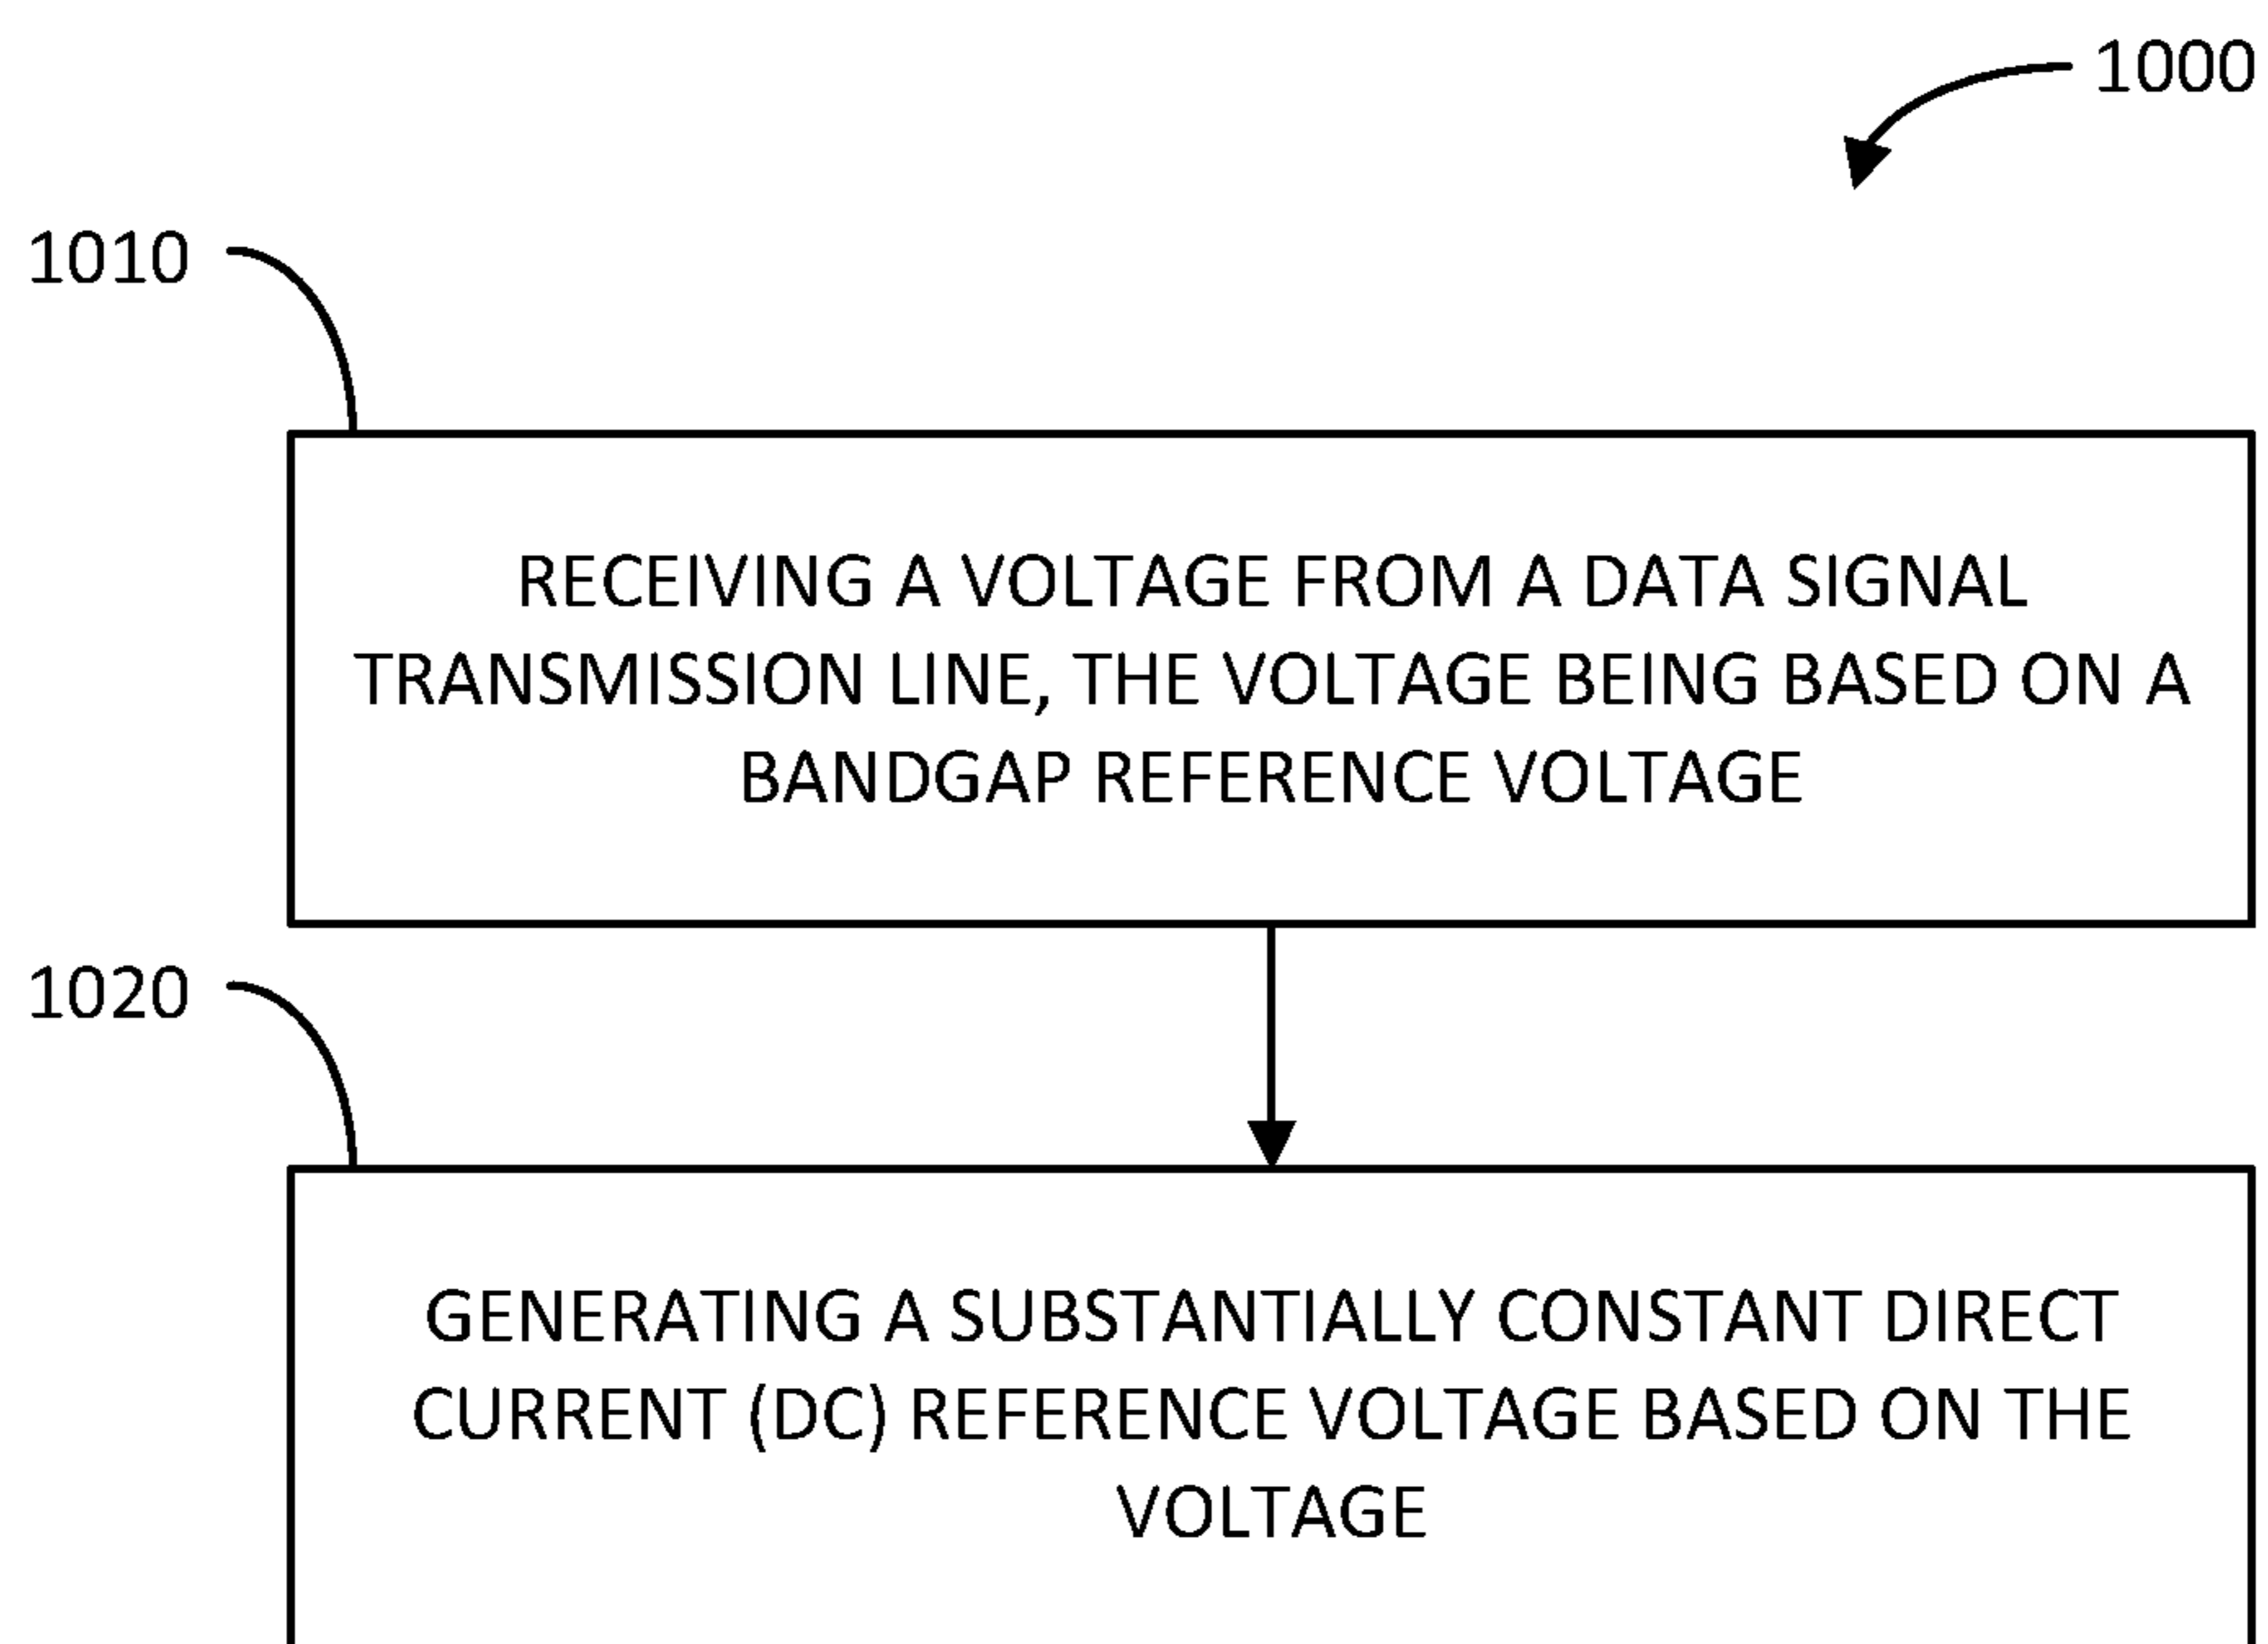 1000
1010
RECEIVING A VOLTAGE FROM A DATA SIGNAL
TRANSMISSION LINE, THE VOLTAGE BEING BASED ON A
BANDGAP REFERENCE VOLTAGE
1020
GENERATING A SUBSTANTIALLY CONSTANT DIRECT
CURRENT (DC) REFERENCE VOLTAGE BASED ON THE
VOLTAGE